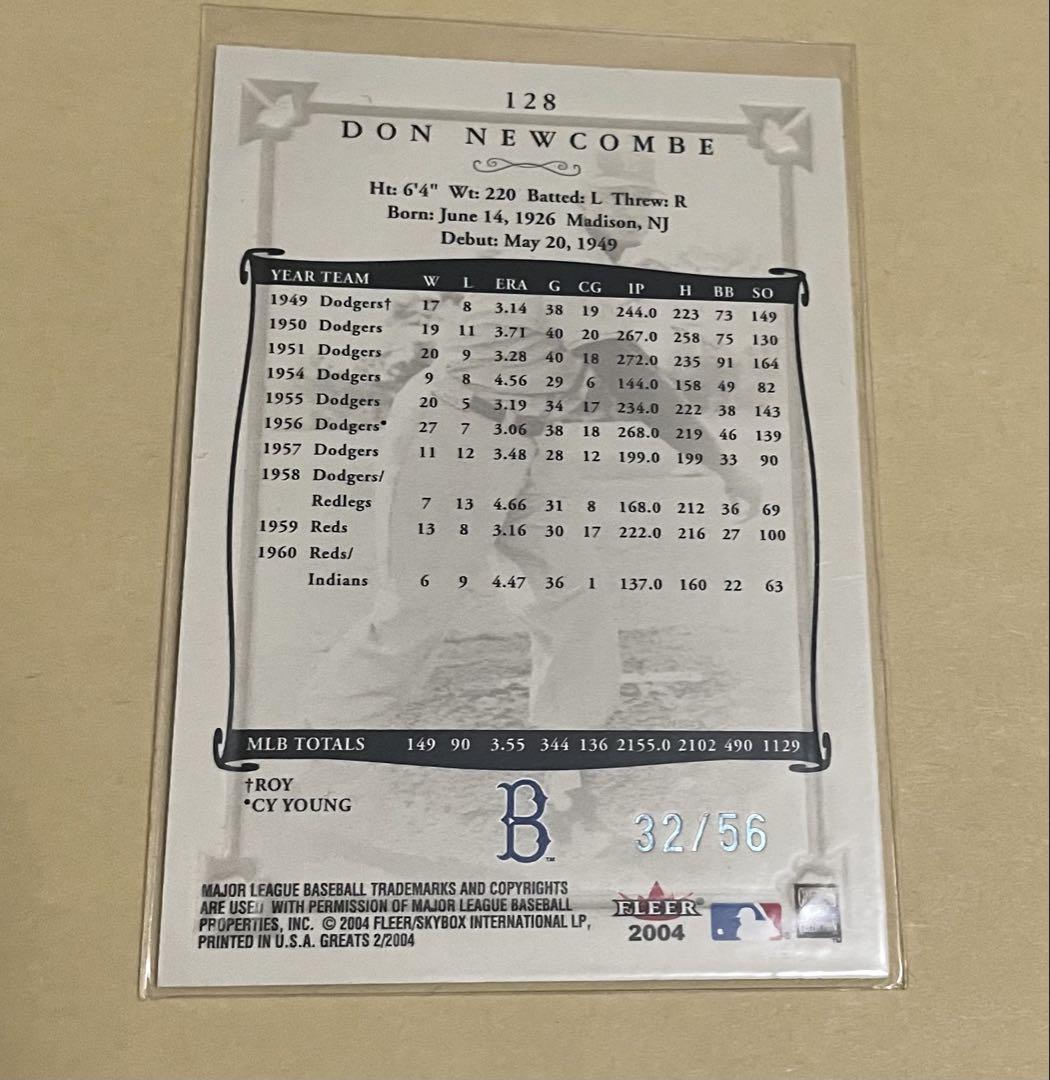 128
DON NEWCOMBE
Ht: 6'4" Wt: 220 Batted: L Threw: R
Born: June 14, 1926 Madison, NJ
Debut: May 20, 1949
YEAR TEAM W L ERA G CG IP H BB SO
1949 Dodgers† 17 8 3.14 38 19 244.0 223 73 149
1950 Dodgers 19 11 3.71 40 20 267.0 258 75 130
1951 Dodgers 20 9 3.28 40 18 272.0 235 91 164
1954 Dodgers 9 8 4.56 29 6 144.0 158 49 82
1955 Dodgers 20 5 3.19 34 17 234.0 222 38 143
1956 Dodgers• 27 7 3.06 38 18 268.0 219 46 139
1957 Dodgers 11 12 3.48 28 12 199.0 199 33 90
1958 Dodgers/
Redlegs 7 13 4.66 31 8 168.0 212 36 69
1959 Reds 13 8 3.16 30 17 222.0 216 27 100
1960 Reds/
Indians 6 9 4.47 36 1 137.0 160 22 63
MLB TOTALS 149 90 3.55 344 136 2155.0 2102 490 1129
†ROY
•CY YOUNG
B™
32/56
MAJOR LEAGUE BASEBALL TRADEMARKS AND COPYRIGHTS
ARE USED WITH PERMISSION OF MAJOR LEAGUE BASEBALL
PROPERTIES, INC. © 2004 FLEER/SKYBOX INTERNATIONAL LP,
PRINTED IN U.S.A. GREATS 2/2004
FLEER®
2004